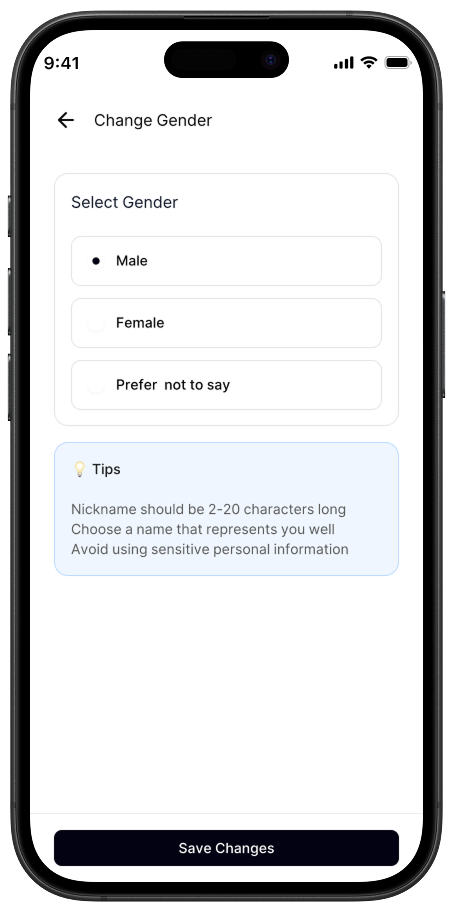 9:41
Change Gender
Select Gender
Male
Female
Prefer  not to say
💡 Tips
Nickname should be 2-20 characters long
Choose a name that represents you well
Avoid using sensitive personal information
Save Changes